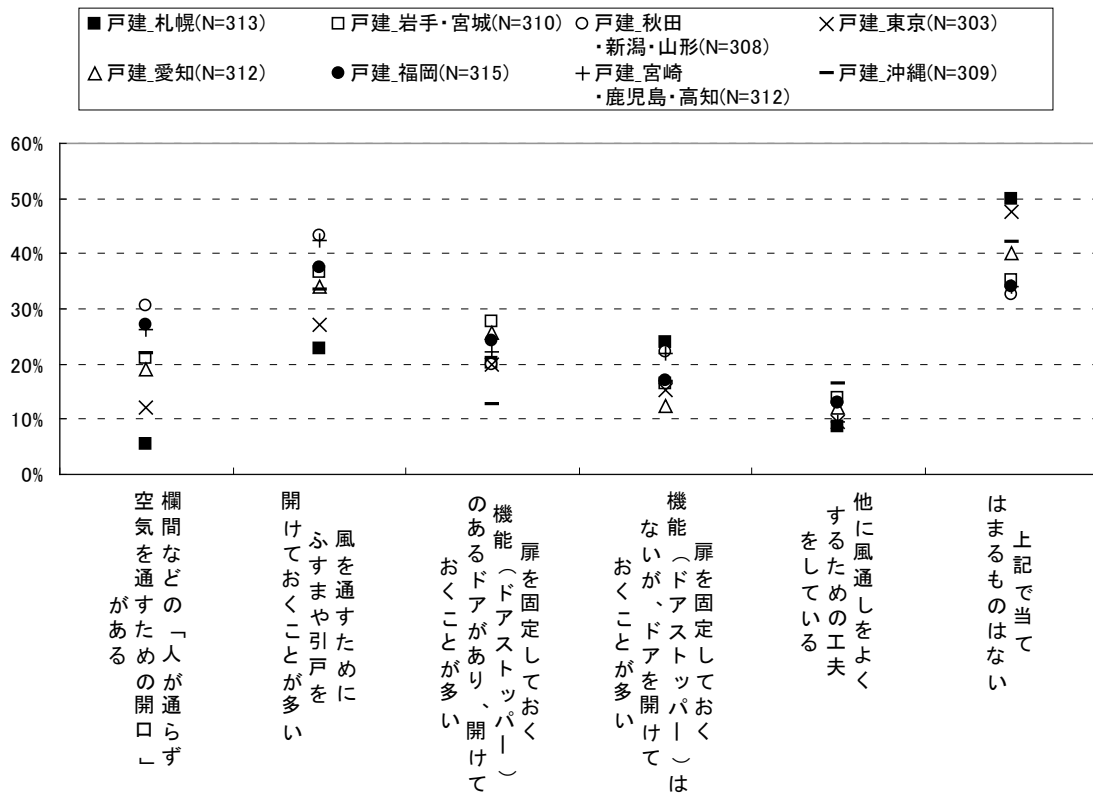 ■ 戸建_札幌(N=313)
□ 戸建_岩手・宮城(N=310)
○ 戸建_秋田
・新潟・山形(N=308)
× 戸建_東京(N=303)
△ 戸建_愛知(N=312)
● 戸建_福岡(N=315)
+ 戸建_宮崎
・鹿児島・高知(N=312)
- 戸建_沖縄(N=309)
60%
50%
40%
30%
20%
10%
0%
欄間などの「人が通らず
空気を通すための開口」
がある
風を通すために
ふすまや引戸を
開けておくことが多い
扉を固定しておく
機能（ドアストッパー）
のあるドアがあり、開けて
おくことが多い
扉を固定しておく
機能（ドアストッパー）は
ないが、ドアを開けて
おくことが多い
他に風通しをよく
するための工夫
をしている
上記で当て
はまるものはない